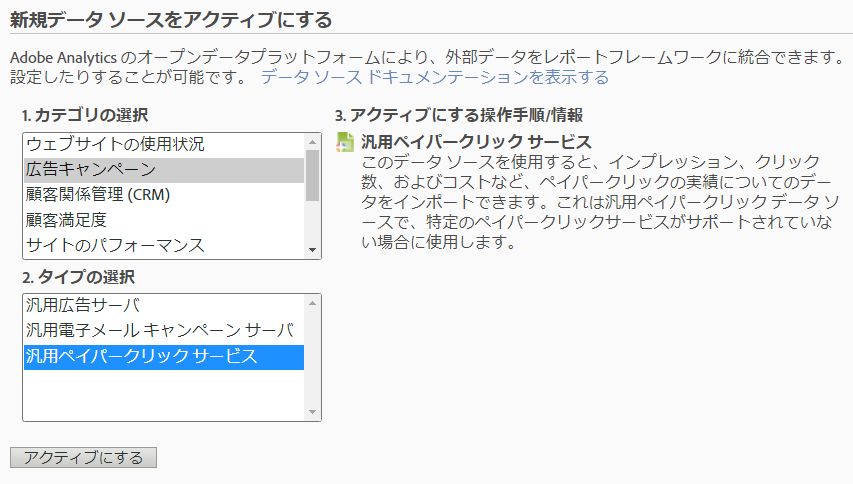 新規データ ソースをアクティブにする
Adobe Analytics のオープンデータプラットフォームにより、外部データをレポートフレームワークに統合できます。
設定したりすることが可能です。 データ ソース ドキュメンテーションを表示する
1. カテゴリの選択
ウェブサイトの使用状況
広告キャンペーン
顧客関係管理 (CRM)
顧客満足度
サイトのパフォーマンス
2. タイプの選択
汎用広告サーバ
汎用電子メール キャンペーン サーバ
汎用ペイパークリック サービス
3. アクティブにする操作手順/情報
汎用ペイパークリック サービス
このデータ ソースを使用すると、インプレッション、クリック
数、およびコストなど、ペイパークリックの実績についてのデー
タをインポートできます。これは汎用ペイパークリック データ ソ
ースで、特定のペイパークリックサービスがサポートされていな
い場合に使用します。
アクティブにする